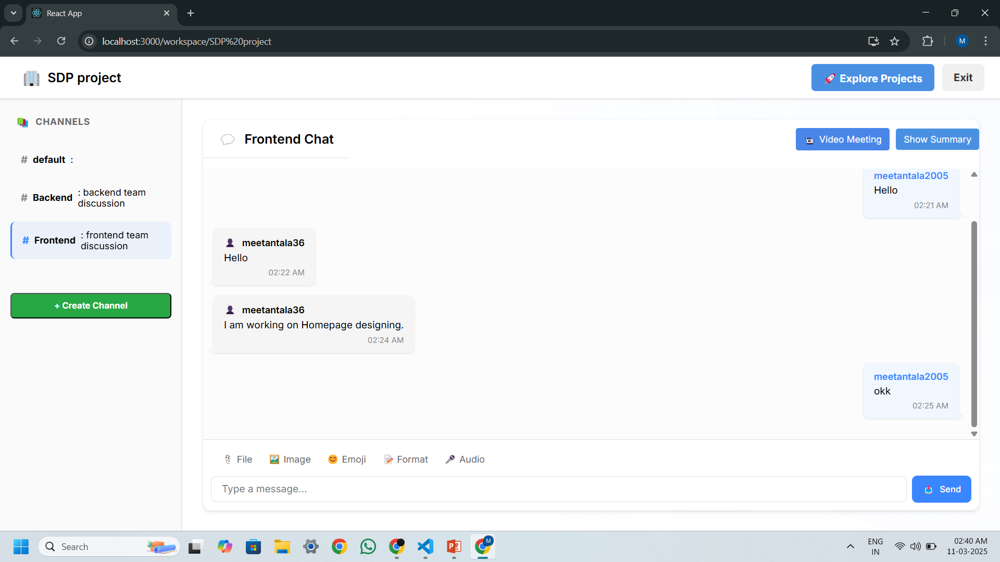 React App
localhost:3000/workspace/SDP%20project
M
SDP project
🚀 Explore Projects
Exit
CHANNELS
# default :
# Backend : backend team
discussion
# Frontend : frontend team
discussion
+ Create Channel
Frontend Chat
Video Meeting
Show Summary
meetantala2005
Hello
02:21 AM
meetantala36
Hello
02:22 AM
meetantala36
I am working on Homepage designing.
02:24 AM
meetantala2005
okk
02:25 AM
File
Image
Emoji
Format
Audio
Type a message...
Send
Search
M
ENG
IN
02:40 AM
11-03-2025